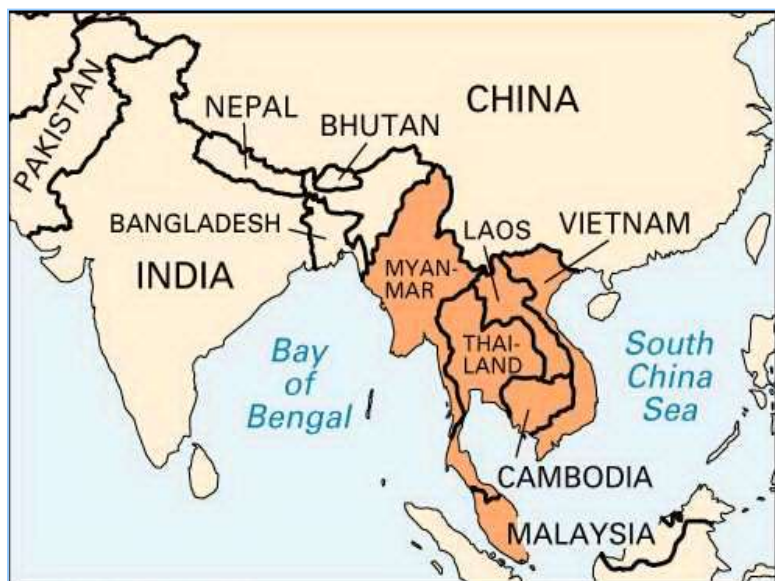 PAKISTAN
NEPAL
BHUTAN
CHINA
BANGLADESH
INDIA
MYAN-
MAR
LAOS
VIETNAM
THAI-
LAND
Bay
of
Bengal
South
China
Sea
CAMBODIA
MALAYSIA